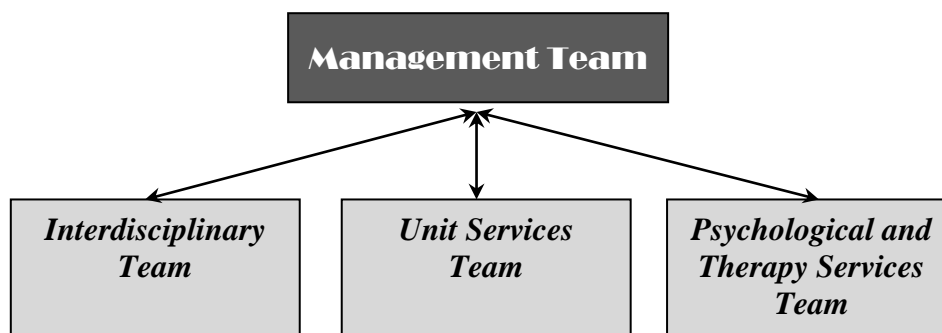 Management Team
Interdisciplinary
Team
Unit Services
Team
Psychological and
Therapy Services
Team